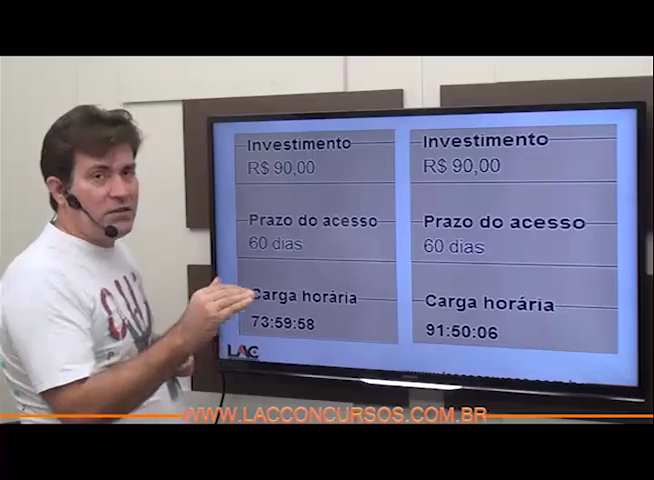 Investimento
R$ 90,00
Prazo do acesso
60 dias
Carga horária
73:59:58
Investimento
R$ 90,00
Prazo do acesso
60 dias
Carga horária
91:50:06
LAC
WWW.LACCONCURSOS.COM.BR